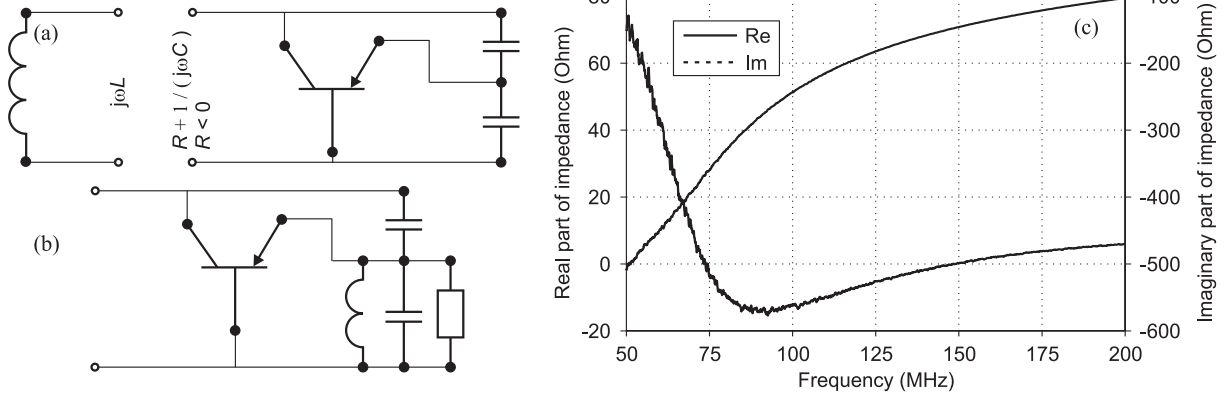 (a)
jωL
R + 1 / ( jωC )
R < 0
(b)
(c)
Re
Im
Real part of impedance (Ohm)
60
40
20
0
-20
-200
-300
-400
-500
-600
Imaginary part of impedance (Ohm)
50 75 100 125 150 175 200
Frequency (MHz)